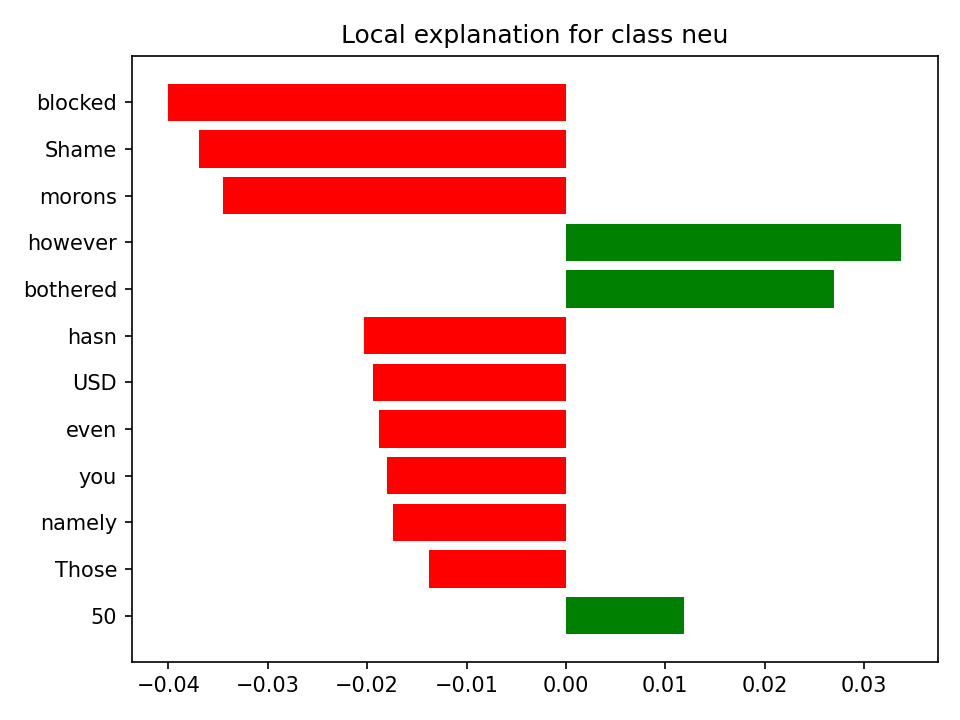 Local explanation for class neu
blocked
Shame
morons
however
bothered
hasn
USD
even
you
namely
Those
50
−0.04 −0.03 −0.02 −0.01 0.00 0.01 0.02 0.03